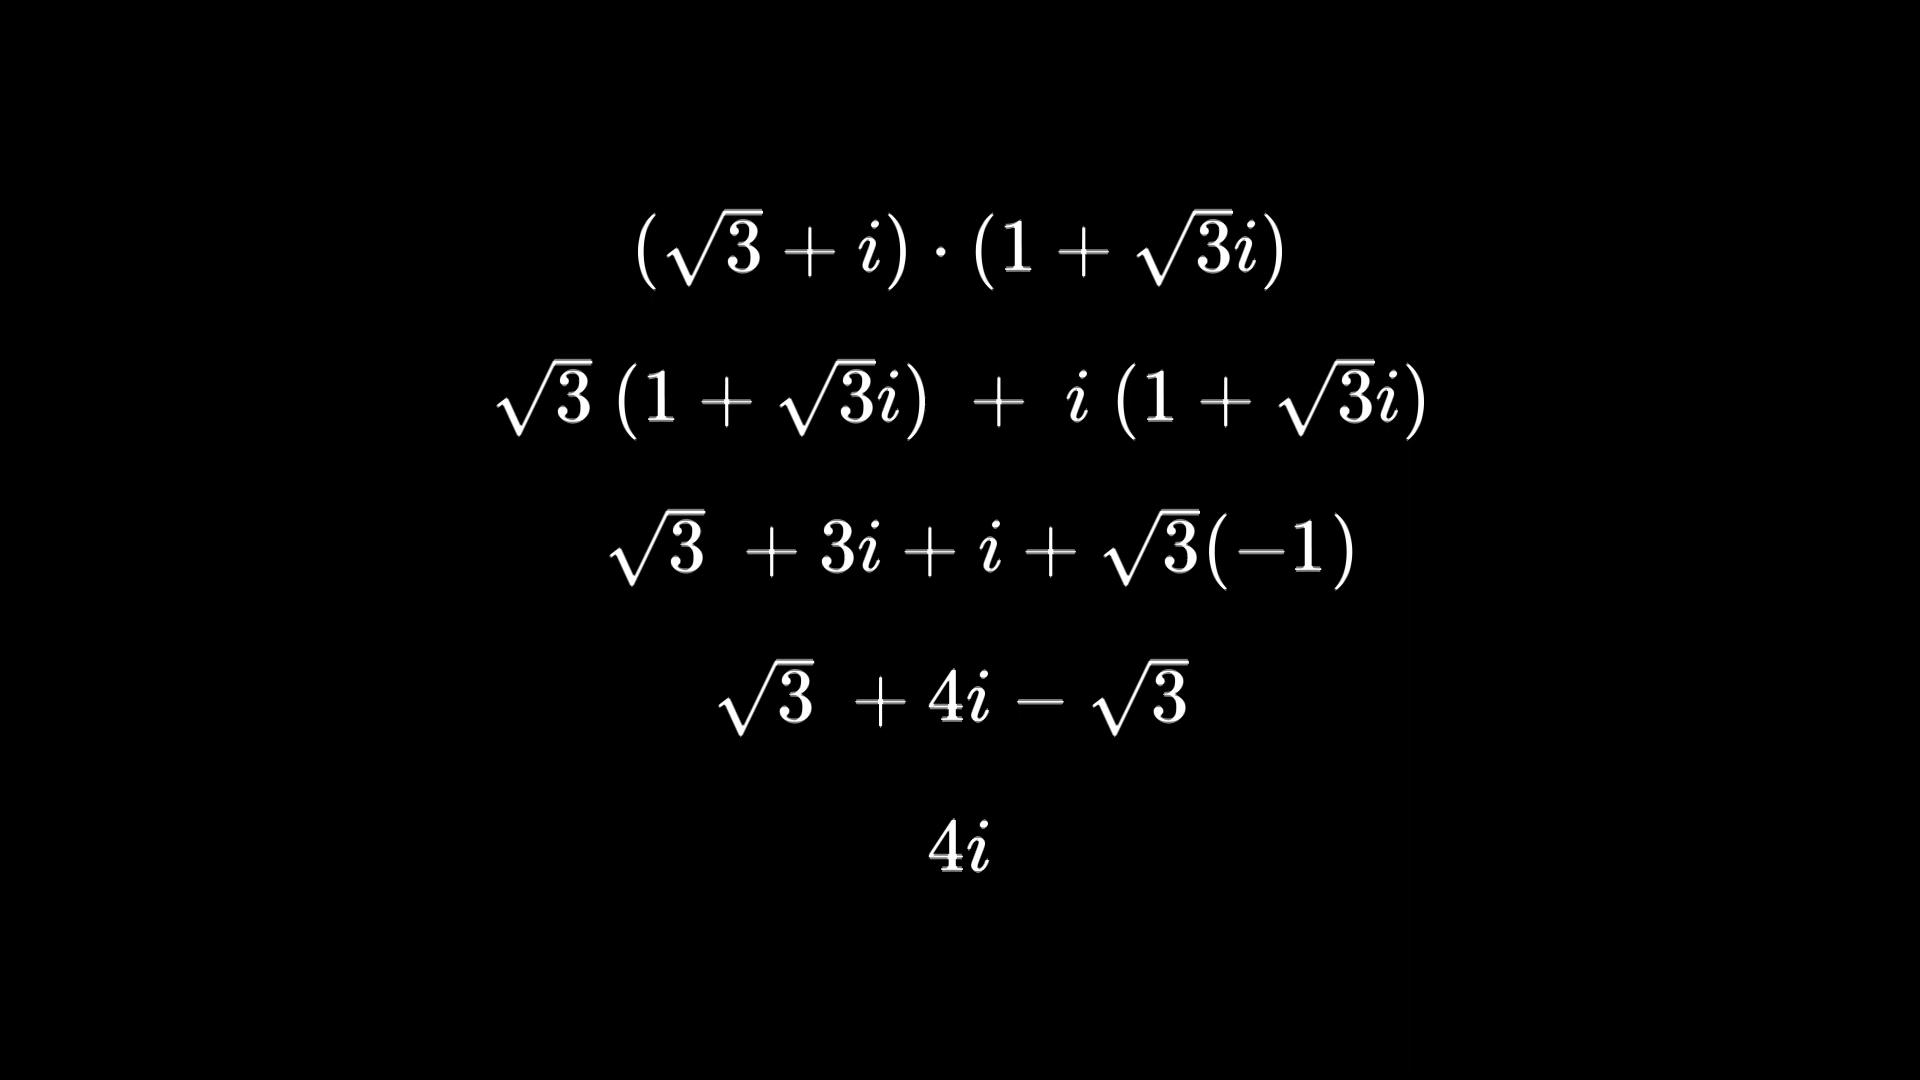 (√3 + i) · (1 + √3i)
√3 (1 + √3i) + i (1 + √3i)
√3 + 3i + i + √3(−1)
√3 + 4i − √3
4i